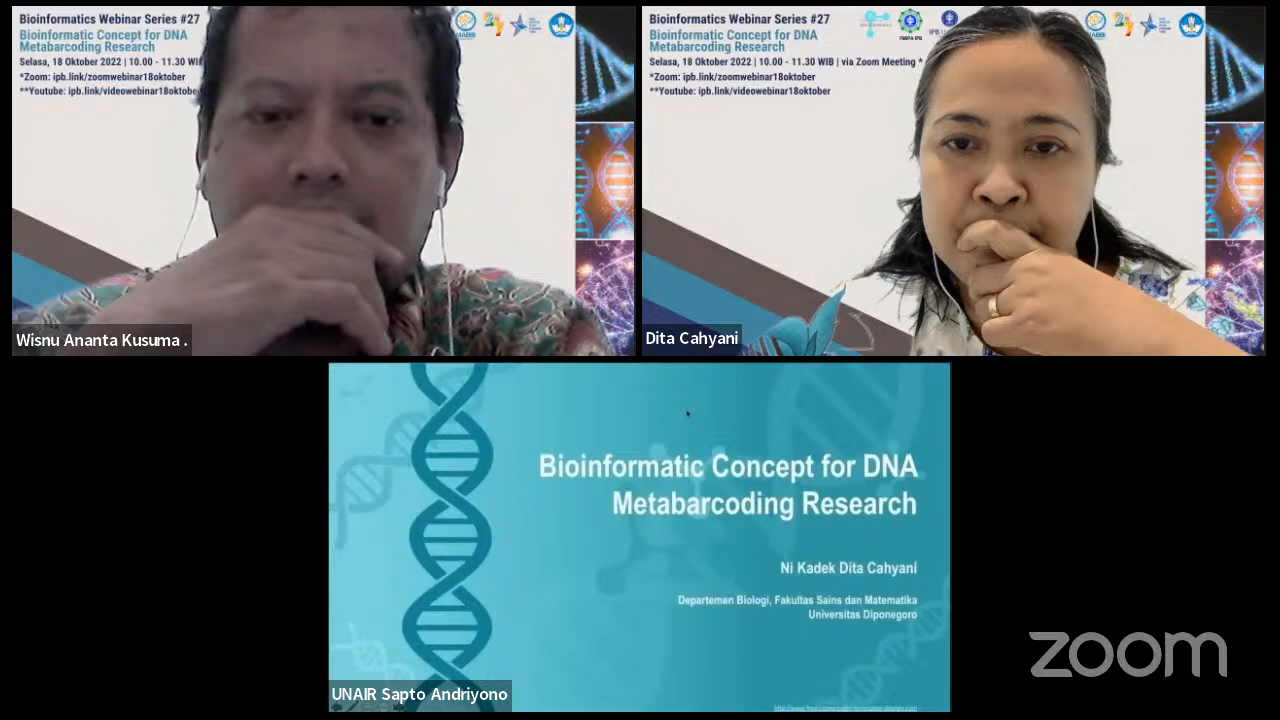 Bioinformatics Webinar Series #27
Bioinformatic Concept for DNA
Metabarcoding Research
Selasa, 18 Oktober 2022 | 10.00 - 11.30 WIB
*Zoom: ipb.link/zoomwebinar18oktober
**Youtube: ipb.link/videowebinar18oktobe
Wisnu Ananta Kusuma .
Bioinformatics Webinar Series #27
Bioinformatic Concept for DNA
Metabarcoding Research
Selasa, 18 Oktober 2022 | 10.00 - 11.30 WIB | via Zoom Meeting *
*Zoom: ipb.link/zoomwebinar18oktober
**Youtube: ipb.link/videowebinar18oktober
FMIPA IPB
Dita Cahyani
Bioinformatic Concept for DNA
Metabarcoding Research
Ni Kadek Dita Cahyani
Departemen Biologi, Fakultas Sains dan Matematika
Universitas Diponegoro
UNAIR Sapto Andriyono
zoom